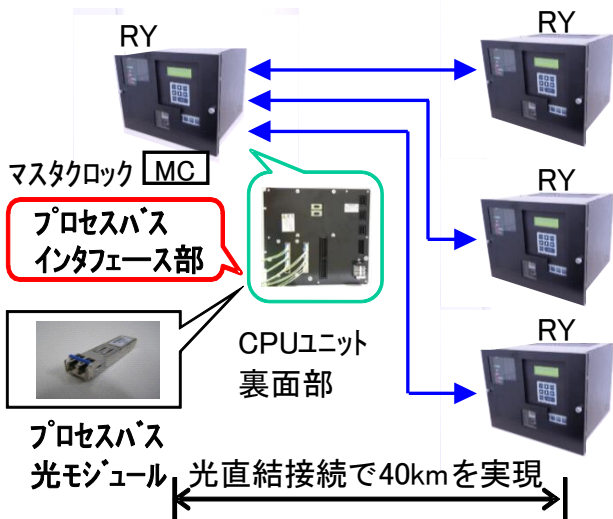 RY
RY
マスタクロック MC
プロセスバス
インタフェース部
RY
CPUユニット
裏面部
RY
プロセスバス
光モジュール
光直結接続で40kmを実現